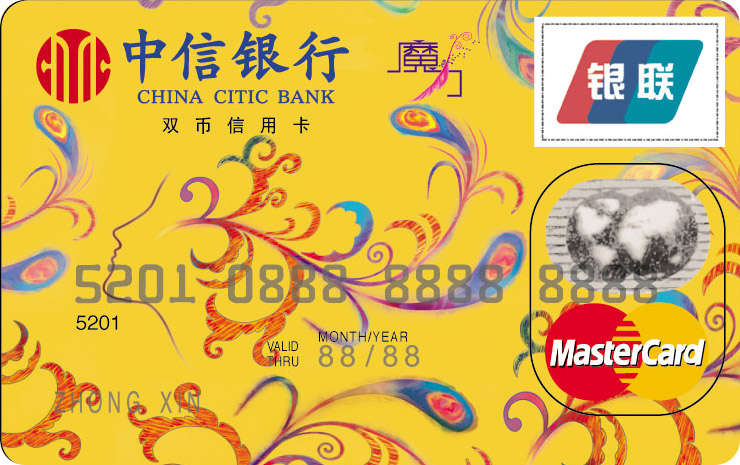 中信银行
CHINA CITIC BANK
双币信用卡
魔力
银联
5201 0888 8888 8888
5201
VALID THRU
MONTH/YEAR
88/88
MasterCard
ZHONG XIN